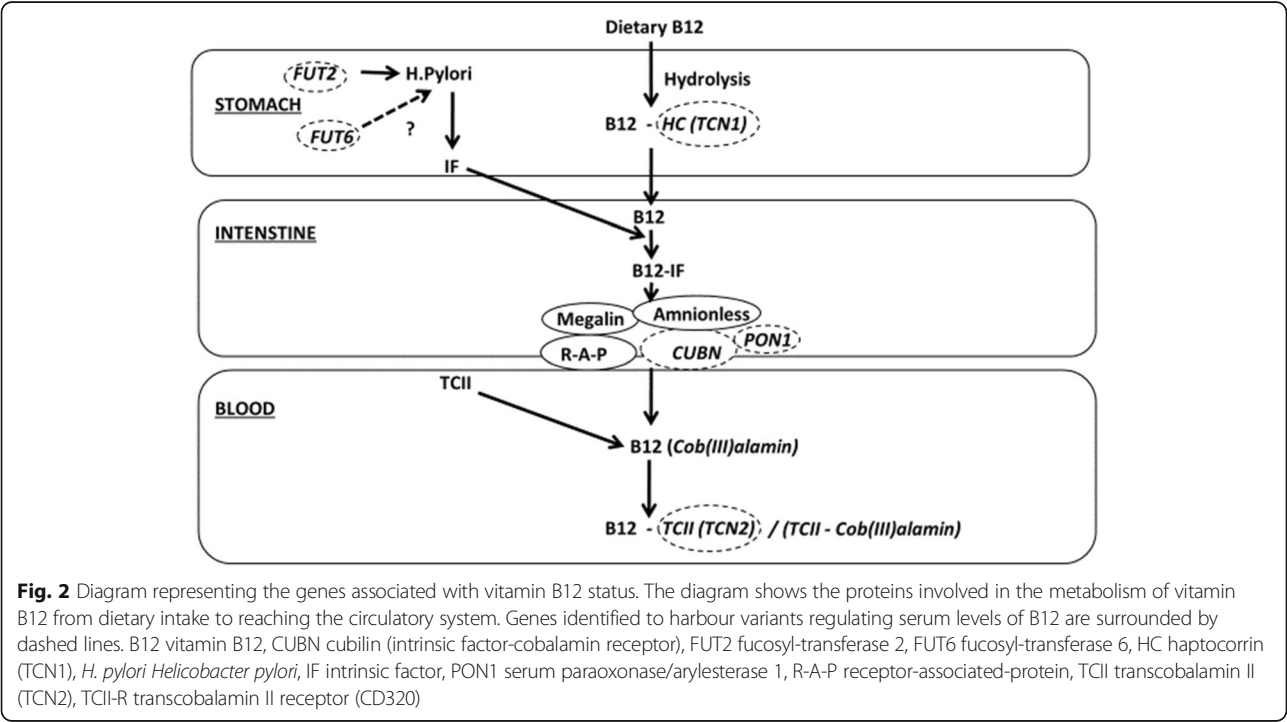 Dietary B12
FUT2
H.Pylori
Hydrolysis
STOMACH
FUT6
?
B12 - HC (TCN1)
IF
B12
INTENSTINE
B12-IF
Megalin
Amnionless
PON1
R-A-P
CUBN
TCII
BLOOD
B12 (Cob(III)alamin)
B12 - TCII (TCN2) / (TCII - Cob(III)alamin)
Fig. 2 Diagram representing the genes associated with vitamin B12 status. The diagram shows the proteins involved in the metabolism of vitamin
B12 from dietary intake to reaching the circulatory system. Genes identified to harbour variants regulating serum levels of B12 are surrounded by
dashed lines. B12 vitamin B12, CUBN cubilin (intrinsic factor-cobalamin receptor), FUT2 fucosyl-transferase 2, FUT6 fucosyl-transferase 6, HC haptocorrin
(TCN1), H. pylori Helicobacter pylori, IF intrinsic factor, PON1 serum paraoxonase/arylesterase 1, R-A-P receptor-associated-protein, TCII transcobalamin II
(TCN2), TCII-R transcobalamin II receptor (CD320)